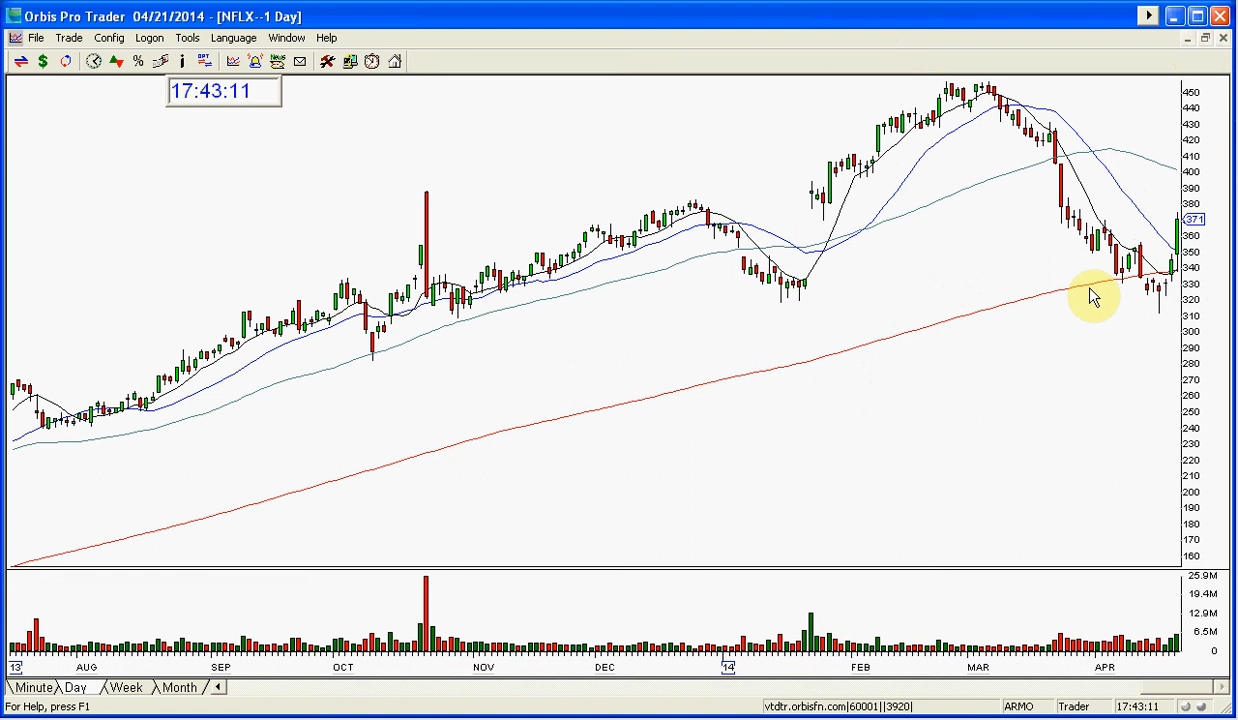 Orbis Pro Trader 04/21/2014 - [NFLX--1 Day]
File Trade Config Logon Tools Language Window Help
OPT
News
17:43:11
450
440
430
420
410
400
390
380
371
360
350
340
330
320
310
300
290
280
270
260
250
240
230
220
210
200
190
180
170
160
25.9M
19.4M
12.9M
6.5M
0
13 AUG SEP OCT NOV DEC 14 FEB MAR APR
Minute Day Week Month
For Help, press F1 vtdtr.orbisfn.com|60001||3920| ARMO Trader 17:43:11